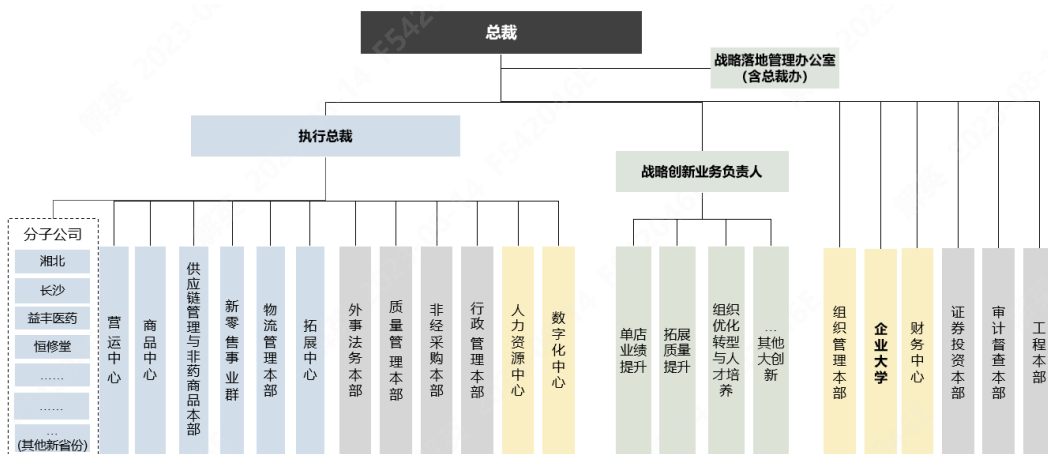 总裁
战略落地管理办公室
(含总裁办)
执行总裁
战略创新业务负责人
分子公司
湘北
长沙
益丰医药
恒修堂
……
……
…
(其他新省份)
营运中心
商品中心
供应链管理与非药商品本部
新零售事业群
物流管理本部
拓展中心
外事法务本部
质量管理本部
非经采购本部
行政管理本部
人力资源中心
数字化中心
单店
业绩
提升
拓展
质量
提升
组织
优化
转型
与人
才培
养
…
其他
大创
新
组织管理本部
企业大学
财务中心
证券投资本部
审计督查本部
工程本部